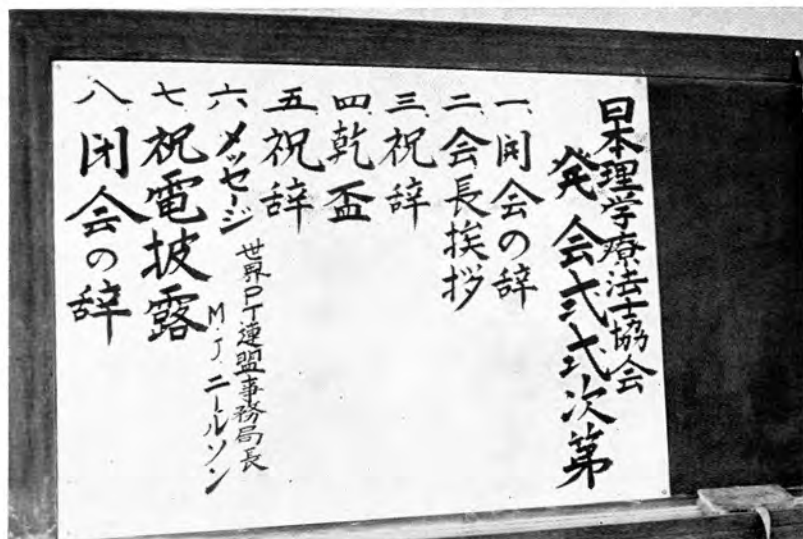 日本理学療法士協会
発会式式次第
一開会の辞
二会長挨拶
三祝辞
四乾盃
五祝辞
六メッセージ
世界PT連盟事務局長
M.J.ニールソン
七祝電披露
八閉会の辞